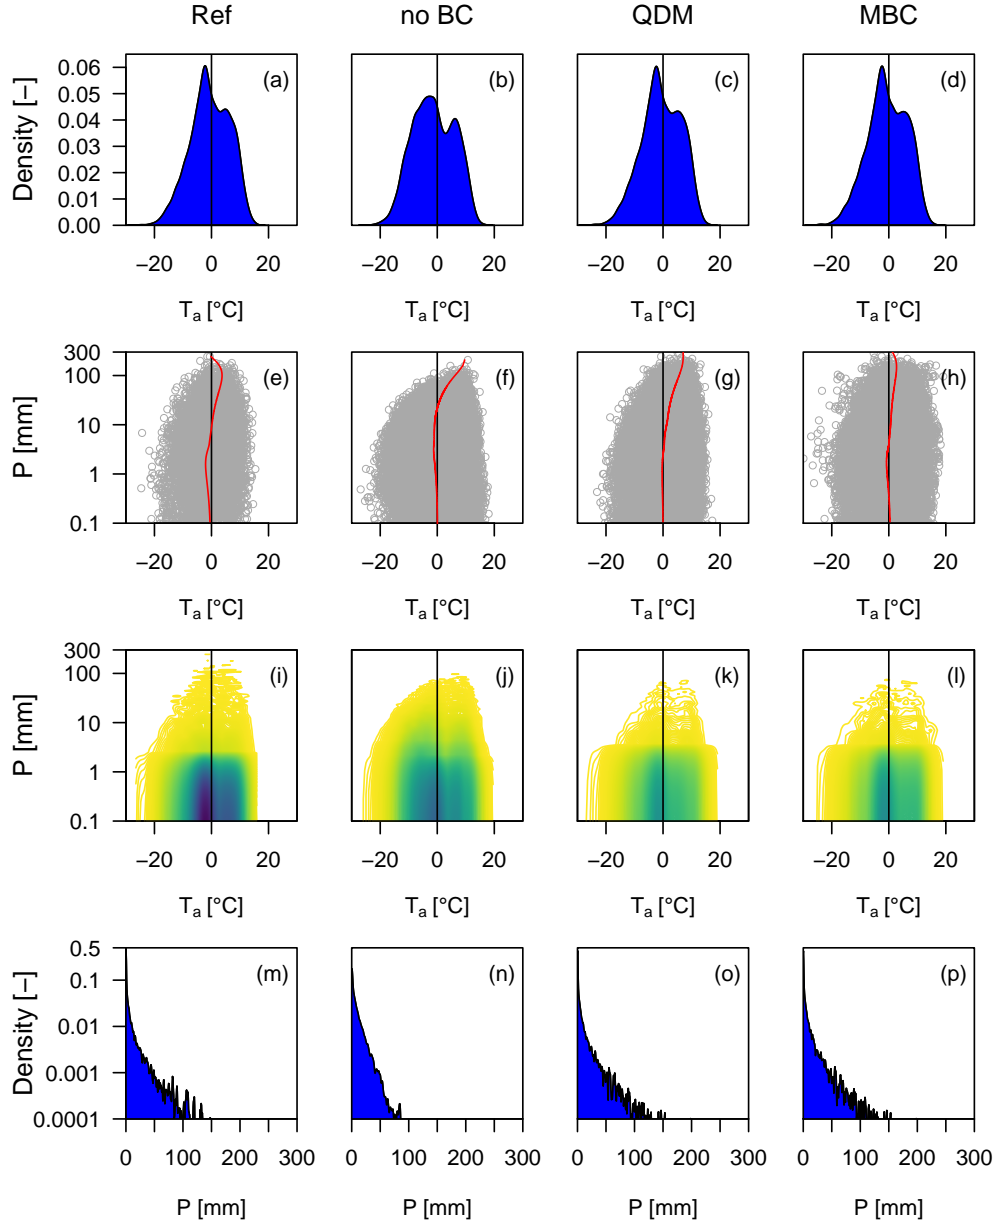 Ref no BC QDM MBC
Density [−]
0.06
0.05
0.04
0.03
0.02
0.01
0.00
(a) (b) (c) (d)
−20 0 20 −20 0 20 −20 0 20 −20 0 20
Ta [°C] Ta [°C] Ta [°C] Ta [°C]
P [mm]
300
100
10
1
0.1
(e) (f) (g) (h)
−20 0 20 −20 0 20 −20 0 20 −20 0 20
Ta [°C] Ta [°C] Ta [°C] Ta [°C]
P [mm]
300
100
10
1
0.1
(i) (j) (k) (l)
−20 0 20 −20 0 20 −20 0 20 −20 0 20
Ta [°C] Ta [°C] Ta [°C] Ta [°C]
Density [−]
0.5
0.1
0.01
0.001
0.0001
(m) (n) (o) (p)
0 100 200 300 0 100 200 300 0 100 200 300 0 100 200 300
P [mm] P [mm] P [mm] P [mm]